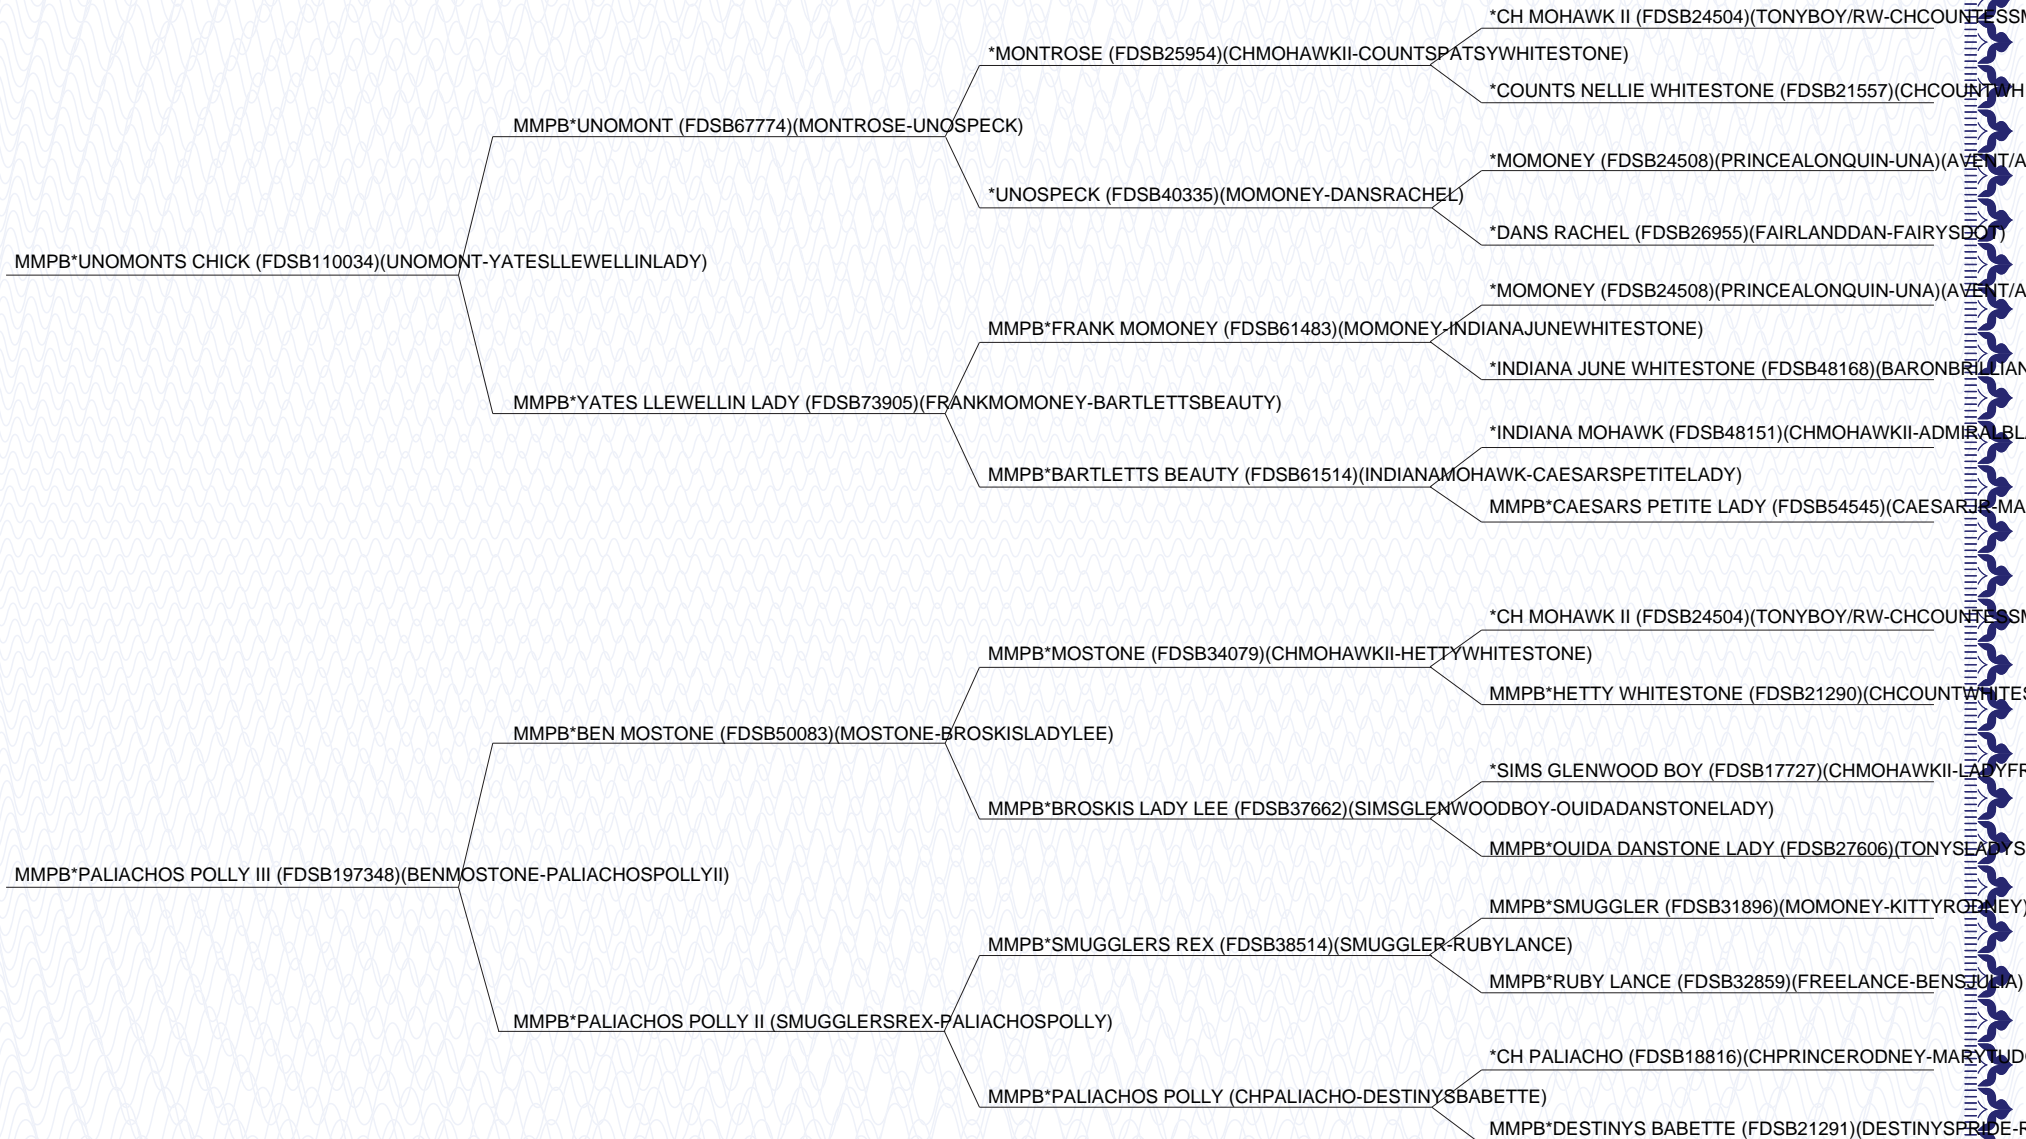 *CH MOHAWK II (FDSB24504)(TONYBOY/RW-CHCOUNTESSM
*MONTROSE (FDSB25954)(CHMOHAWKII-COUNTSPATSYWHITESTONE)
*COUNTS NELLIE WHITESTONE (FDSB21557)(CHCOUNTWH
MMPB*UNOMONT (FDSB67774)(MONTROSE-UNOSPECK)
*MOMONEY (FDSB24508)(PRINCEALONQUIN-UNA)(AVENT/A
*UNOSPECK (FDSB40335)(MOMONEY-DANSRACHEL)
*DANS RACHEL (FDSB26955)(FAIRLANDDAN-FAIRYSDOT)
MMPB*UNOMONTS CHICK (FDSB110034)(UNOMONT-YATESLLEWELLINLADY)
*MOMONEY (FDSB24508)(PRINCEALONQUIN-UNA)(AVENT/A
MMPB*FRANK MOMONEY (FDSB61483)(MOMONEY-INDIANAJUNEWHITESTONE)
*INDIANA JUNE WHITESTONE (FDSB48168)(BARONBRILLIAN
MMPB*YATES LLEWELLIN LADY (FDSB73905)(FRANKMOMONEY-BARTLETTSBEAUTY)
*INDIANA MOHAWK (FDSB48151)(CHMOHAWKII-ADMIRALBLA
MMPB*BARTLETTS BEAUTY (FDSB61514)(INDIANAMOHAWK-CAESARSPETITELADY)
MMPB*CAESARS PETITE LADY (FDSB54545)(CAESARJR-MA
*CH MOHAWK II (FDSB24504)(TONYBOY/RW-CHCOUNTESSM
MMPB*MOSTONE (FDSB34079)(CHMOHAWKII-HETTYWHITESTONE)
MMPB*HETTY WHITESTONE (FDSB21290)(CHCOUNTWHITES
MMPB*BEN MOSTONE (FDSB50083)(MOSTONE-BROSKISLADYLEE)
*SIMS GLENWOOD BOY (FDSB17727)(CHMOHAWKII-LADYFR
MMPB*BROSKIS LADY LEE (FDSB37662)(SIMSGLENWOODBOY-OUIDADANSTONELADY)
MMPB*OUIDA DANSTONE LADY (FDSB27606)(TONYSLADYS
MMPB*PALIACHOS POLLY III (FDSB197348)(BENMOSTONE-PALIACHOSPOLLYII)
MMPB*SMUGGLER (FDSB31896)(MOMONEY-KITTYRODNEY)
MMPB*SMUGGLERS REX (FDSB38514)(SMUGGLER-RUBYLANCE)
MMPB*RUBY LANCE (FDSB32859)(FREELANCE-BENSJULIA)
MMPB*PALIACHOS POLLY II (SMUGGLERSREX-PALIACHOSPOLLY)
*CH PALIACHO (FDSB18816)(CHPRINCERODNEY-MARYTUDO
MMPB*PALIACHOS POLLY (CHPALIACHO-DESTINYSBABETTE)
MMPB*DESTINYS BABETTE (FDSB21291)(DESTINYSPRIDE-R